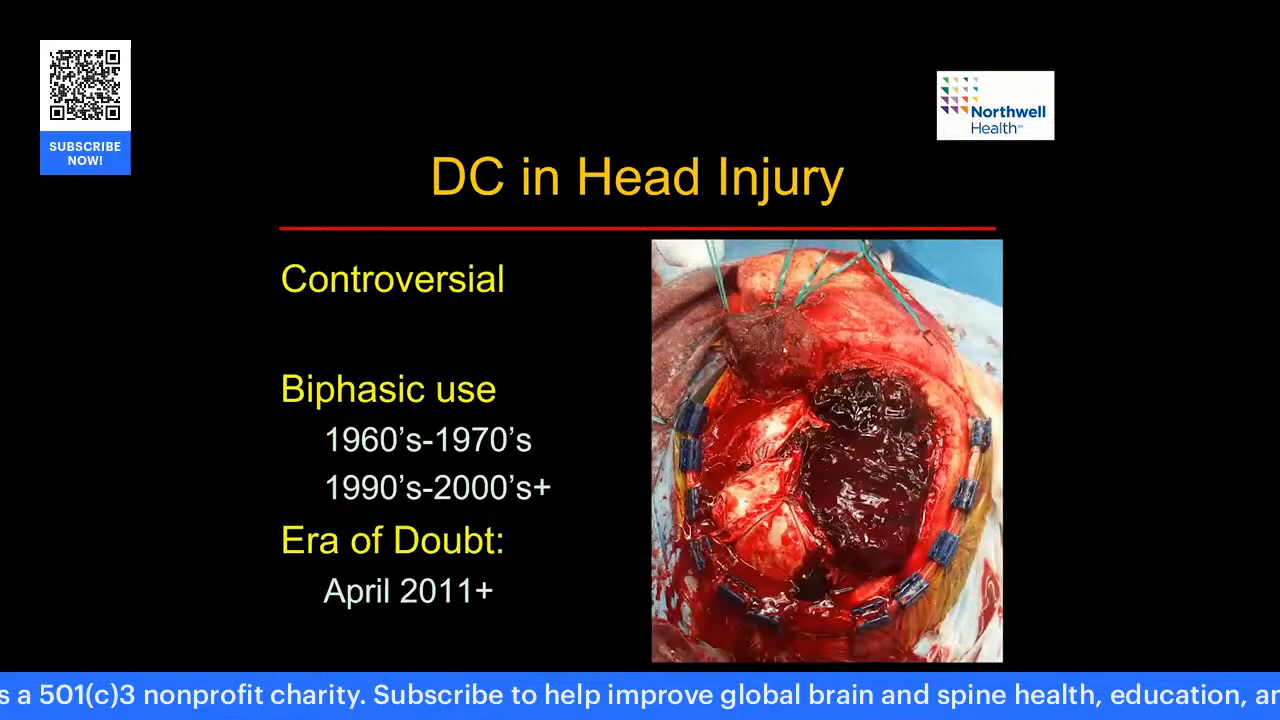 SUBSCRIBE
NOW!
Northwell
Health
DC in Head Injury
Controversial
Biphasic use
1960’s-1970’s
1990’s-2000’s+
Era of Doubt:
April 2011+
s a 501(c)3 nonprofit charity. Subscribe to help improve global brain and spine health, education, ar